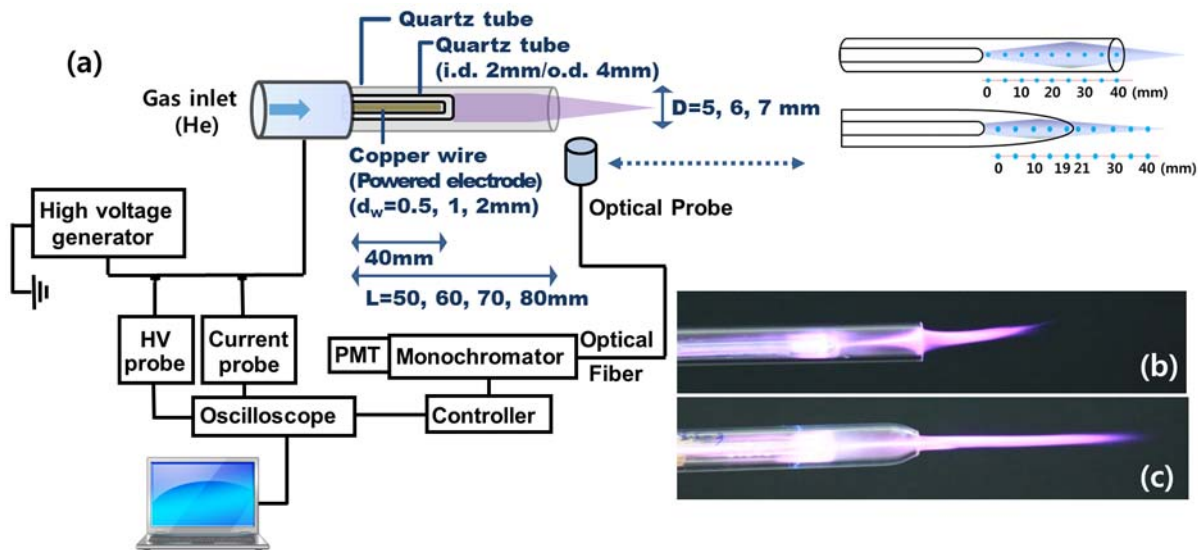 (a)
Quartz tube
Quartz tube
(i.d. 2mm/o.d. 4mm)
Gas inlet
(He)
D=5, 6, 7 mm
Copper wire
(Powered electrode)
(dw=0.5, 1, 2mm)
Optical Probe
40mm
L=50, 60, 70, 80mm
High voltage
generator
HV
probe
Current
probe
PMT
Monochromator
Optical
Fiber
Oscilloscope
Controller
0 10 20 30 40 (mm)
0 10 19 21 30 40 (mm)
(b)
(c)